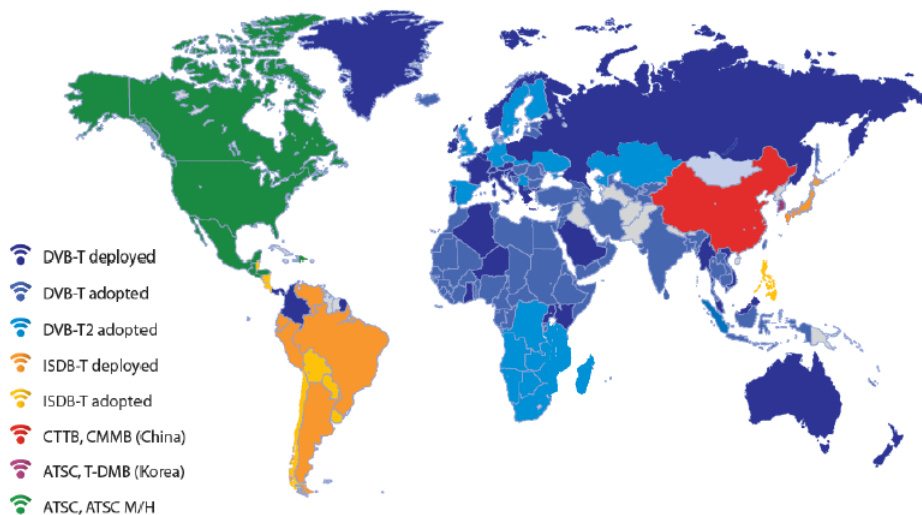 DVB-T deployed
DVB-T adopted
DVB-T2 adopted
ISDB-T deployed
ISDB-T adopted
CTTB, CMMB (China)
ATSC, T-DMB (Korea)
ATSC, ATSC M/H